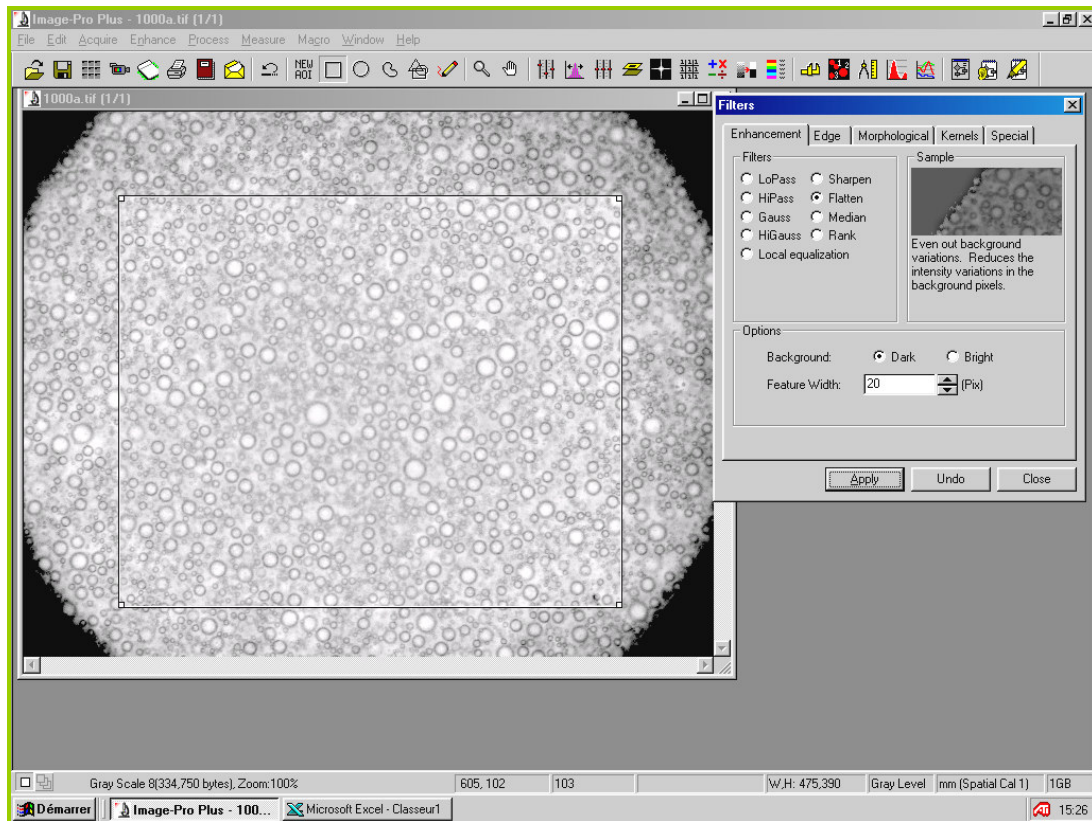 Image-Pro Plus - 1000a.tif (1/1)
File Edit Acquire Enhance Process Measure Macro Window Help
NEW
AOI
1000a.tif (1/1)
Filters
Enhancement Edge Morphological Kernels Special
Filters
LoPass Sharpen
HiPass Flatten
Gauss Median
HiGauss Rank
Local equalization
Sample
Even out background
variations. Reduces the
intensity variations in the
background pixels.
Options
Background: Dark Bright
Feature Width: 20 (Pix)
Apply Undo Close
Gray Scale 8(334,750 bytes), Zoom:100% 605, 102 103 W,H: 475,390 Gray Level mm (Spatial Cal 1) 1GB
Démarrer Image-Pro Plus - 100... Microsoft Excel - Classeur1 15:26